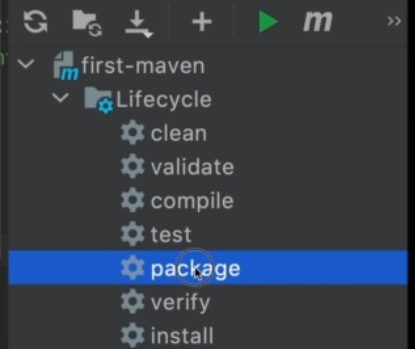 m
first-maven
Lifecycle
clean
validate
compile
test
package
verify
install